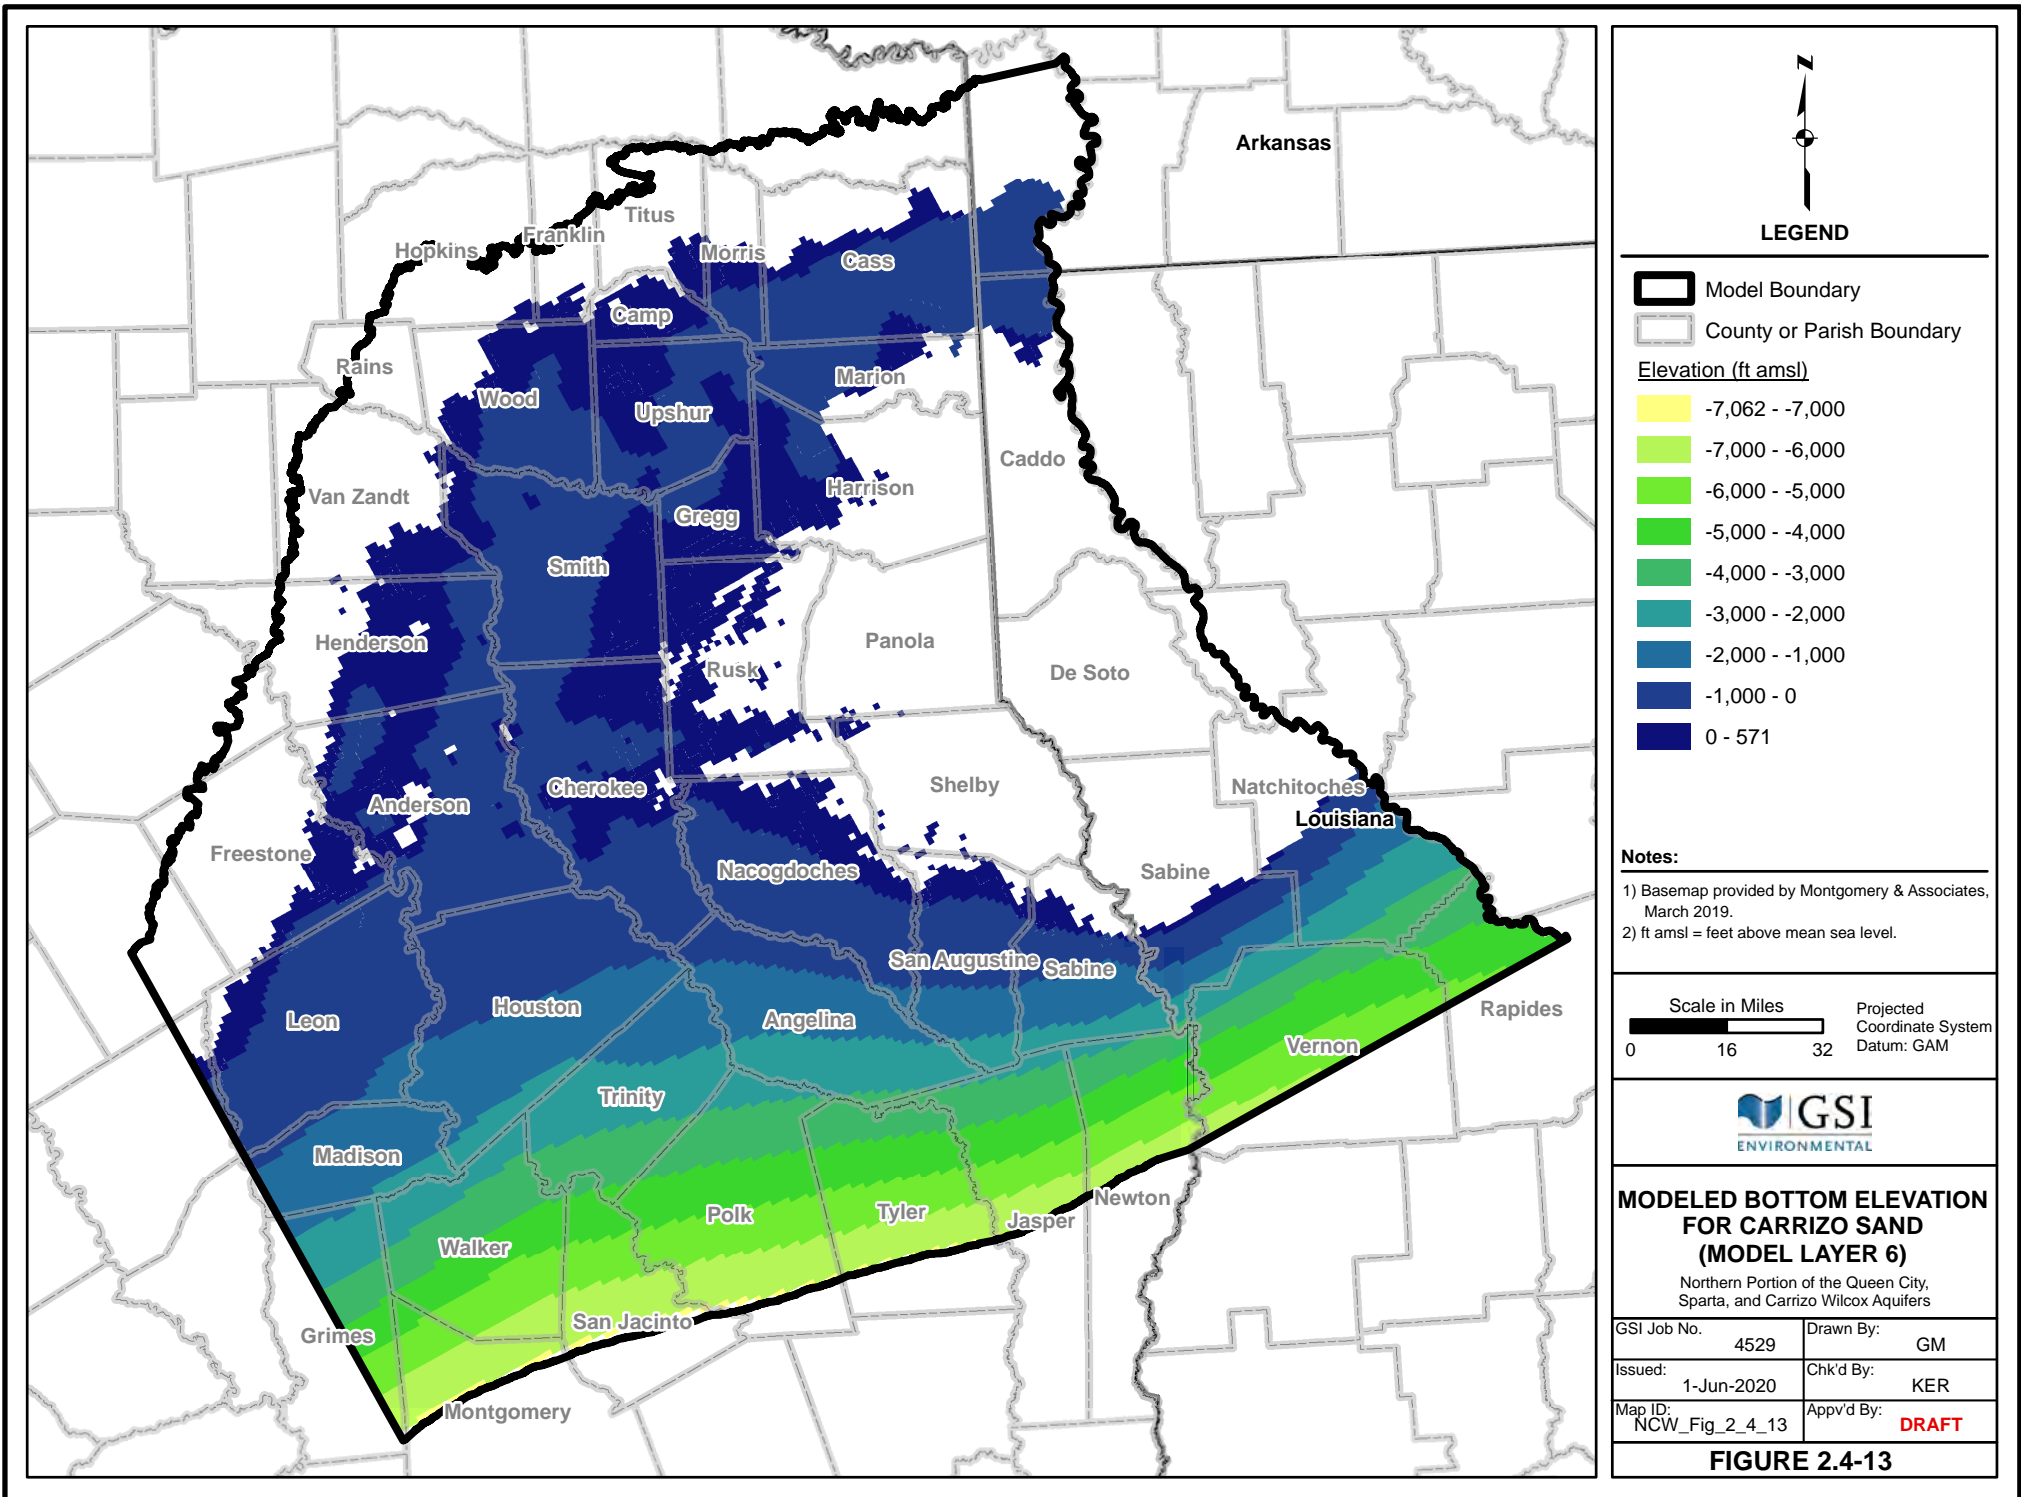 Arkansas
Titus
Franklin
Hopkins
Morris
Cass
Camp
Rains
Marion
Wood
Upshur
Caddo
Van Zandt
Harrison
Gregg
Smith
Henderson
Panola
Rusk
De Soto
Cherokee
Shelby
Natchitoches
Anderson
Louisiana
Freestone
Nacogdoches
Sabine
San Augustine
Sabine
Leon
Houston
Angelina
Rapides
Vernon
Trinity
Madison
Newton
Polk
Tyler
Jasper
Walker
San Jacinto
Grimes
Montgomery
N
LEGEND
Model Boundary
County or Parish Boundary
Elevation (ft amsl)
-7,062 - -7,000
-7,000 - -6,000
-6,000 - -5,000
-5,000 - -4,000
-4,000 - -3,000
-3,000 - -2,000
-2,000 - -1,000
-1,000 - 0
0 - 571
Notes:
1) Basemap provided by Montgomery & Associates,
March 2019.
2) ft amsl = feet above mean sea level.
Scale in Miles
0 16 32
Projected
Coordinate System
Datum: GAM
GSI
ENVIRONMENTAL
MODELED BOTTOM ELEVATION
FOR CARRIZO SAND
(MODEL LAYER 6)
Northern Portion of the Queen City,
Sparta, and Carrizo Wilcox Aquifers
GSI Job No. 4529
Drawn By: GM
Issued: 1-Jun-2020
Chk'd By: KER
Map ID: NCW_Fig_2_4_13
Appv'd By: DRAFT
FIGURE 2.4-13